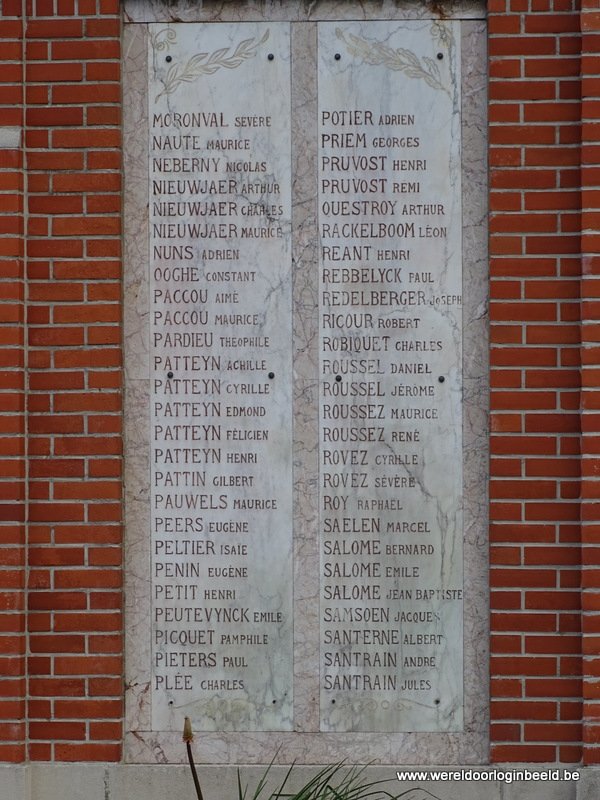 MORONVAL SEVÈRE
NAUTE MAURICE
NEBERNY NICOLAS
NIEUWJAER ARTHUR
NIEUWJAER CHARLES
NIEUWJAER MAURICE
NUNS ADRIEN
OOGHE CONSTANT
PACCOU AIMÉ
PACCOU MAURICE
PARDIEU THÉOPHILE
PATTEYN ACHILLE
PATTEYN CYRILLE
PATTEYN EDMOND
PATTEYN FÉLICIEN
PATTEYN HENRI
PATTIN GILBERT
PAUWELS MAURICE
PEERS EUGÈNE
PELTIER ISAÏE
PENIN EUGÈNE
PETIT HENRI
PEUTEVYNCK EMILE
PICQUET PAMPHILE
PIETERS PAUL
PLÉE CHARLES
POTIER ADRIEN
PRIEM GEORGES
PRUVOST HENRI
PRUVOST REMI
QUESTROY ARTHUR
RACKELBOOM LÉON
REANT HENRI
REBBELYCK PAUL
REDELBERGER JOSEPH
RICOUR ROBERT
ROBIQUET CHARLES
ROUSSEL DANIEL
ROUSSEL JÉRÔME
ROUSSEZ MAURICE
ROUSSEZ RENÉ
ROVEZ CYRILLE
ROVEZ SÉVÈRE
ROY RAPHAËL
SAELEN MARCEL
SALOME BERNARD
SALOME EMILE
SALOME JEAN BAPTISTE
SAMSOEN JACQUES
SANTERNE ALBERT
SANTRAIN ANDRÉ
SANTRAIN JULES
www.wereldoorloginbeeld.be